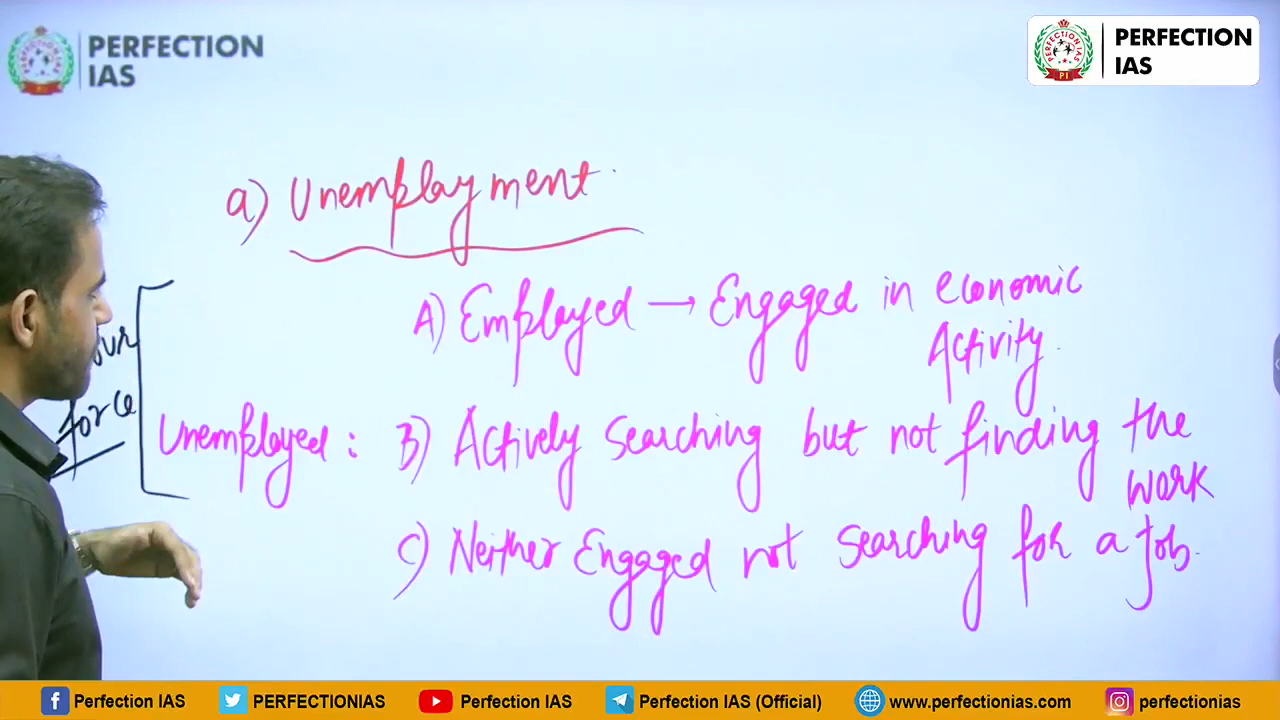 PERFECTION
IAS
PERFECTION
IAS
a) Unemployment.
A) Employed → Engaged in economic
Activity.
our
force
Unemployed : B) Actively searching but not finding the
work
C) Neither Engaged not searching for a Job.
Perfection IAS
PERFECTIONIAS
Perfection IAS
Perfection IAS (Official)
www.perfectionias.com
perfectionias